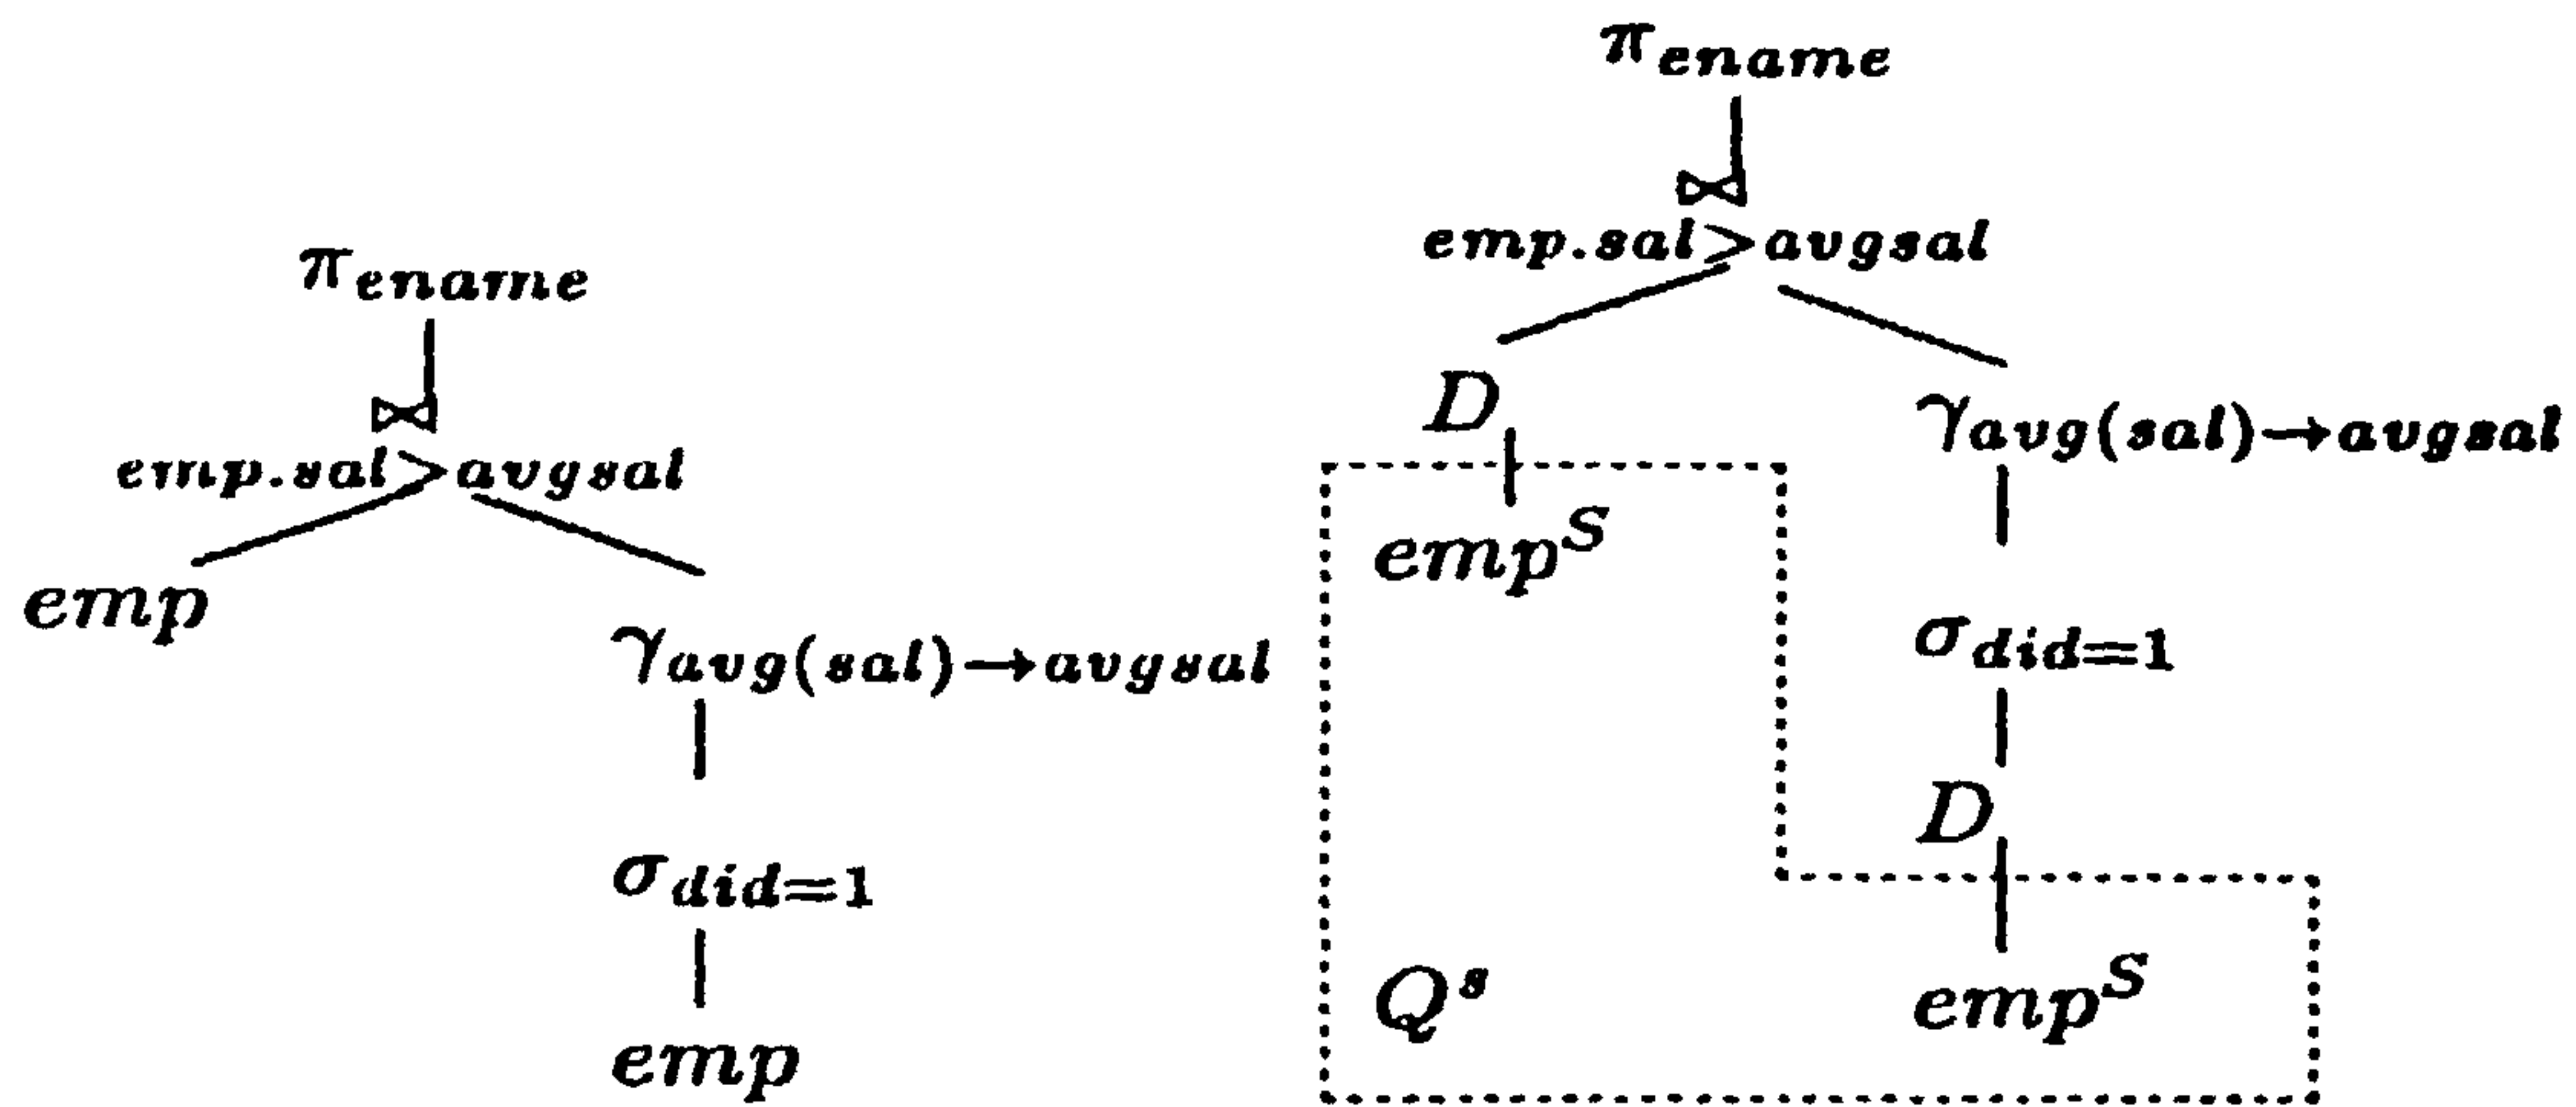 π_ename
⋈
emp.sal>avgsal
emp
γ_avg(sal)→avgsal
σ_did=1
emp
π_ename
⋈
emp.sal>avgsal
D
emp^S
γ_avg(sal)→avgsal
σ_did=1
D
emp^S
Q^s